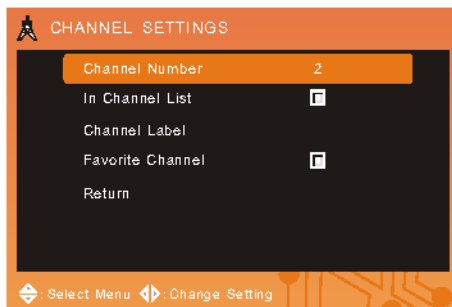 CHANNEL SETTINGS
Channel Number 2
In Channel List
Channel Label
Favorite Channel
Return
: Select Menu : Change Setting